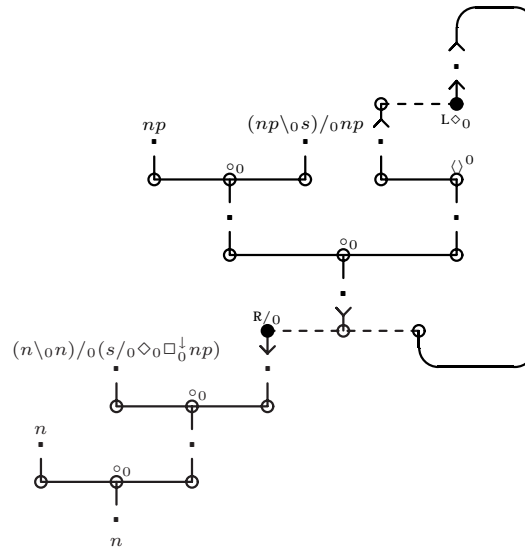 L◇₀
np (np\₀s)/₀np
∘₀ ⟨⟩⁰
∘₀
R/₀
(n\₀n)/₀(s/₀◇₀□₀↓np)
∘₀
n
∘₀
n